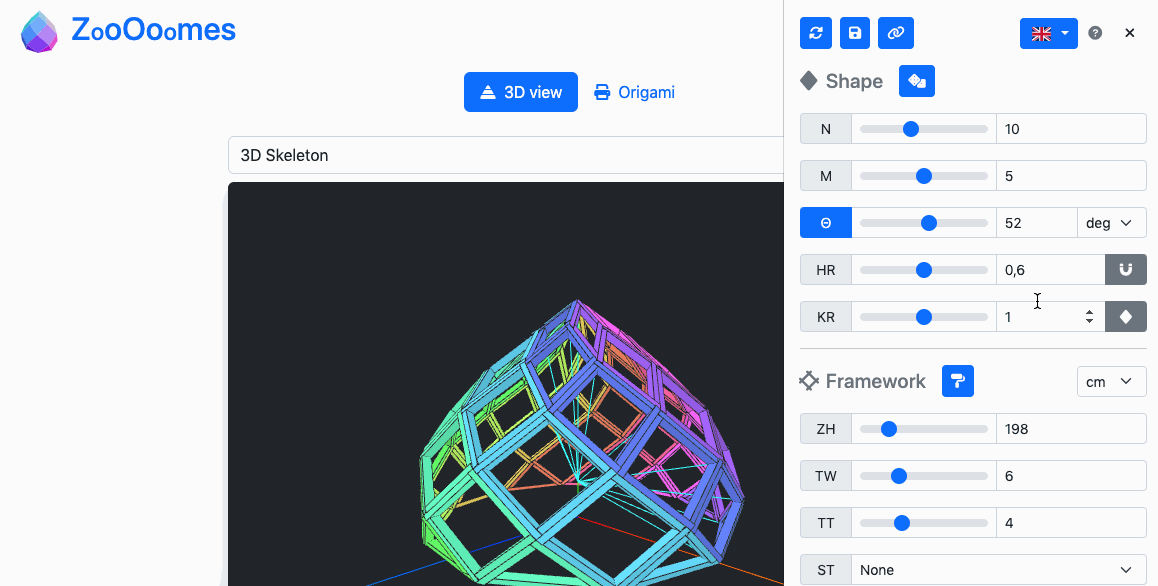 ZooOoomes
3D view
Origami
3D Skeleton
Shape
N 10
M 5
Θ 52 deg
HR 0,6
KR 1
Framework cm
ZH 198
TW 6
TT 4
ST None